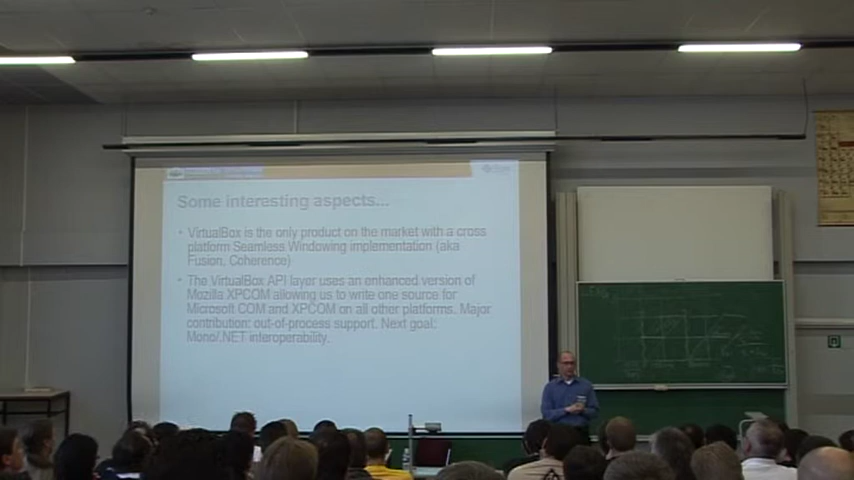 Some interesting aspects...
• VirtualBox is the only product on the market with a cross
platform Seamless Windowing implementation (aka
Fusion, Coherence)
• The VirtualBox API layer uses an enhanced version of
Mozilla XPCOM allowing us to write one source for
Microsoft COM and XPCOM on all other platforms. Major
contribution: out-of-process support. Next goal:
Mono/.NET interoperability.